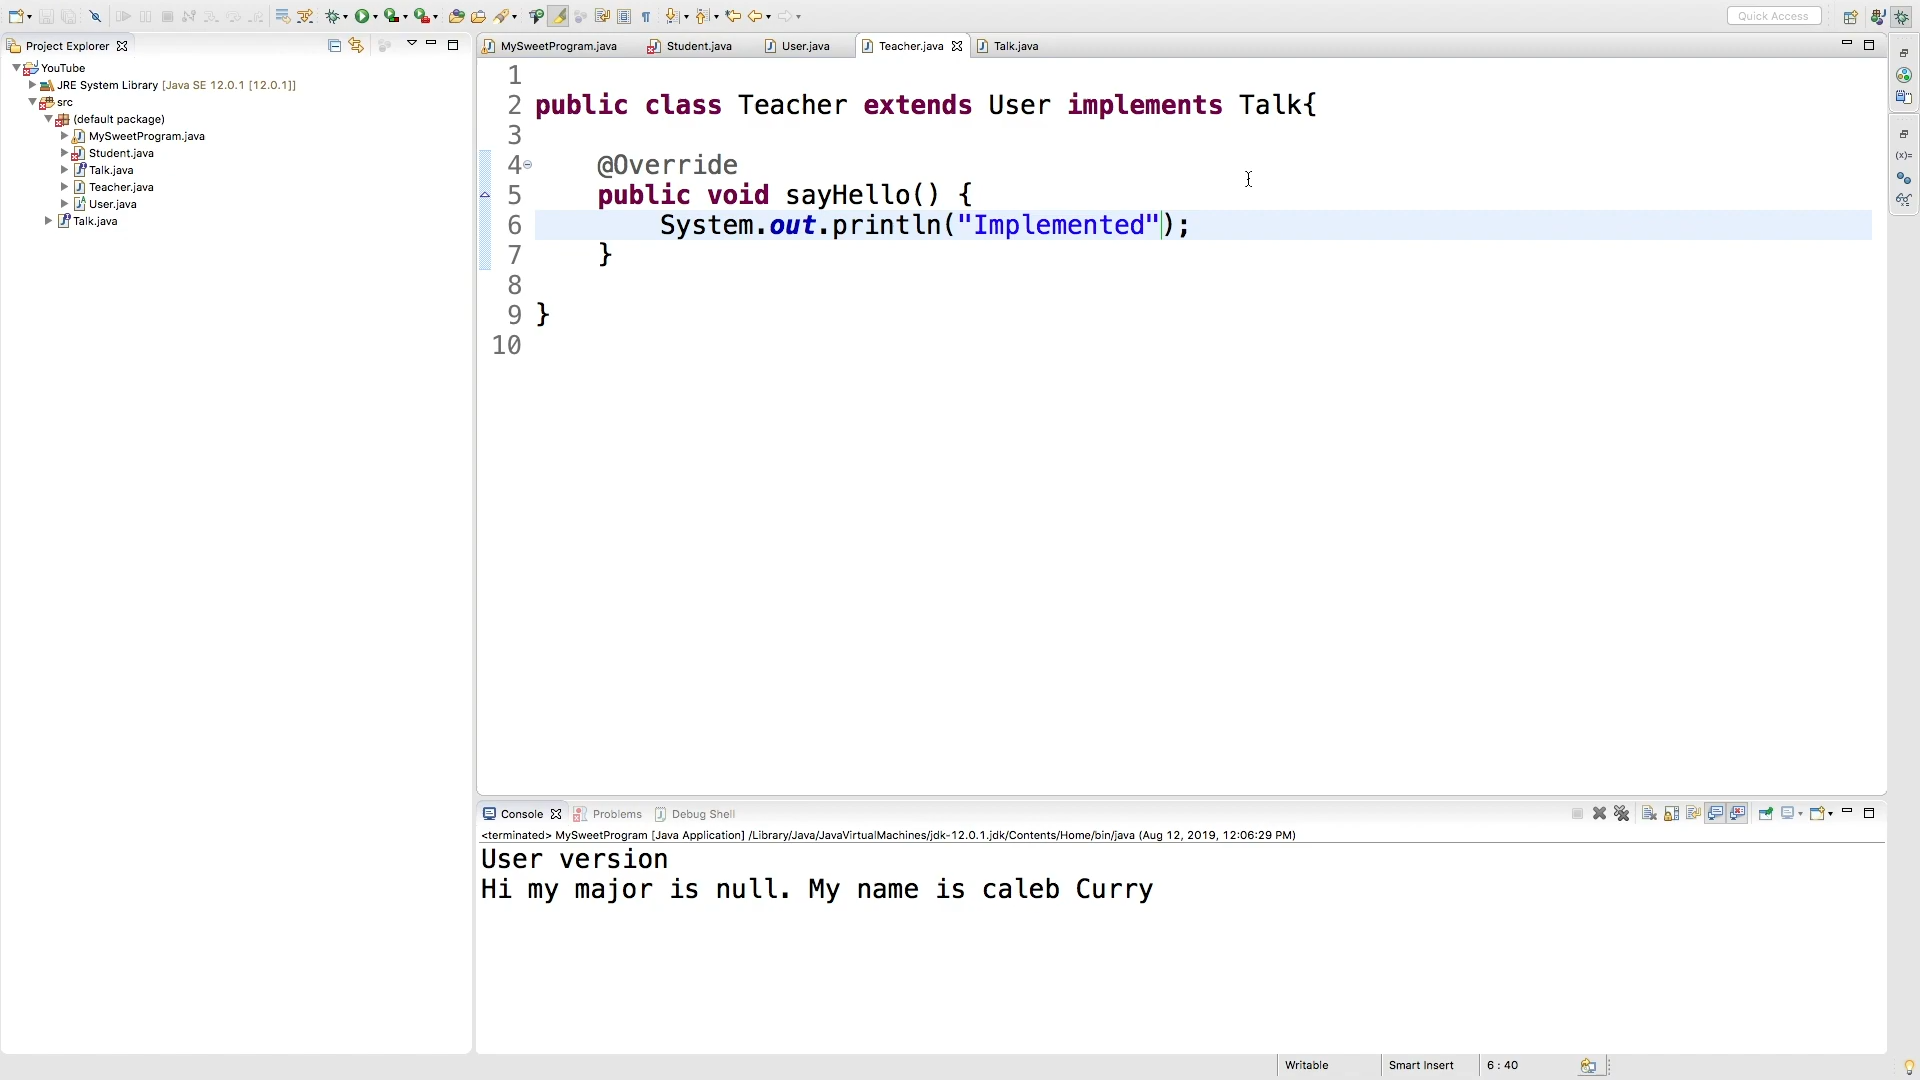 Quick Access
Project Explorer
YouTube
JRE System Library [Java SE 12.0.1 [12.0.1]]
src
(default package)
MySweetProgram.java
Student.java
Talk.java
Teacher.java
User.java
Talk.java
MySweetProgram.java
Student.java
User.java
Teacher.java
Talk.java
1
2 public class Teacher extends User implements Talk{
3
4 @Override
5 public void sayHello() {
6 System.out.println("Implemented");
7 }
8
9 }
10
Console
Problems
Debug Shell
<terminated> MySweetProgram [Java Application] /Library/Java/JavaVirtualMachines/jdk-12.0.1.jdk/Contents/Home/bin/java (Aug 12, 2019, 12:06:29 PM)
User version
Hi my major is null. My name is caleb Curry
Writable
Smart Insert
6 : 40